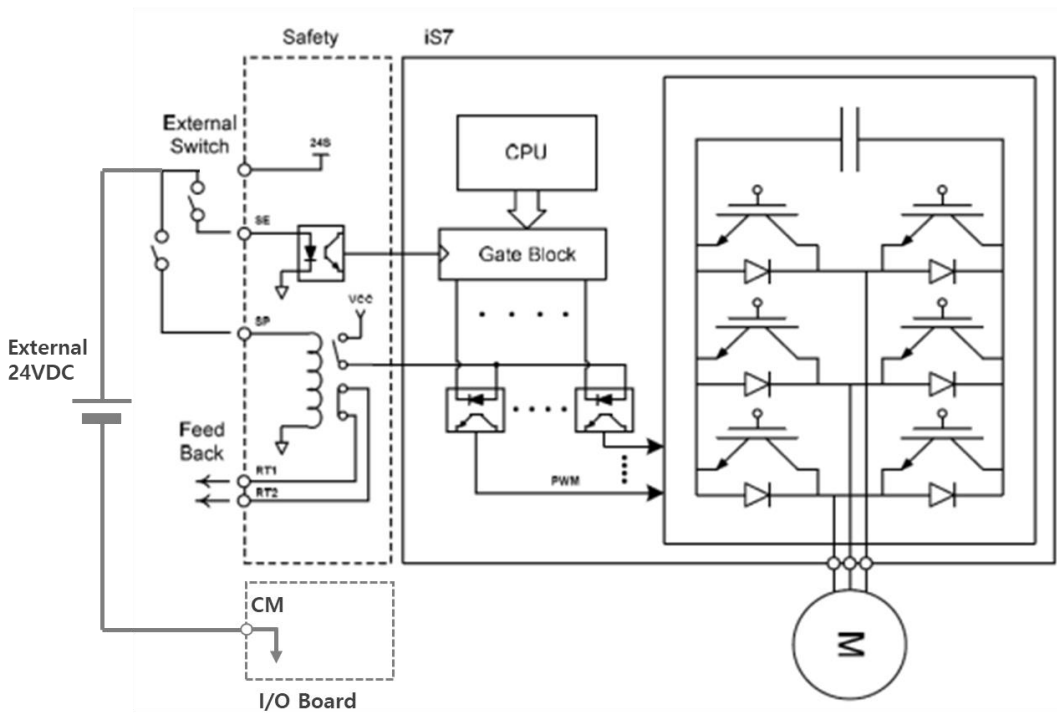 Safety
iS7
External
Switch
24S
CPU
SE
Gate Block
VCC
SP
External
24VDC
Feed
Back
RT1
RT2
PWM
CM
M
I/O Board